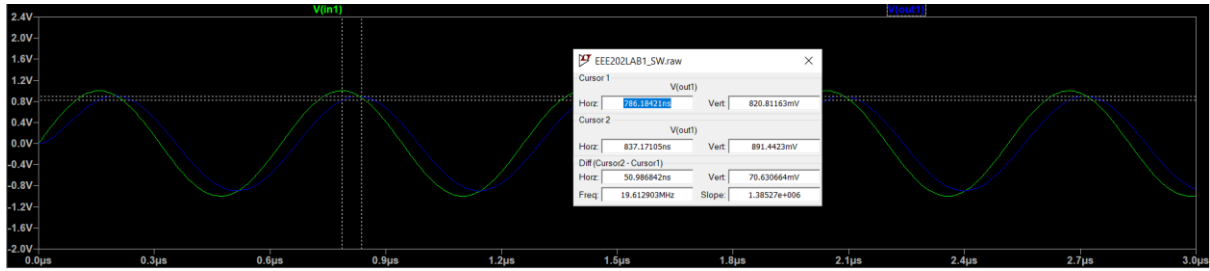 V(in1) V(out1)
2.4V
2.0V
1.6V
1.2V
0.8V
0.4V
0.0V
-0.4V
-0.8V
-1.2V
-1.6V
-2.0V
0.0µs 0.3µs 0.6µs 0.9µs 1.2µs 1.5µs 1.8µs 2.1µs 2.4µs 2.7µs 3.0µs
EEE202LAB1_SW.raw
Cursor 1
V(out1)
Horz: 786.18421ns Vert: 820.81163mV
Cursor 2
V(out1)
Horz: 837.17105ns Vert: 891.4423mV
Diff (Cursor2 - Cursor1)
Horz: 50.986842ns Vert: 70.630664mV
Freq: 19.612903MHz Slope: 1.38527e+006